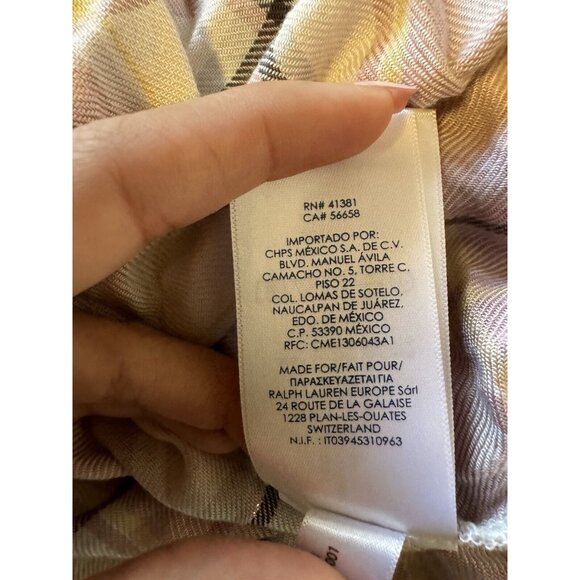 RN# 41381
CA# 56658
IMPORTADO POR:
CHPS MÉXICO S.A. DE C.V.
BLVD. MANUEL ÁVILA
CAMACHO NO. 5, TORRE C,
PISO 22
COL. LOMAS DE SOTELO,
NAUCALPAN DE JUÁREZ,
EDO. DE MÉXICO
C.P. 53390 MÉXICO
RFC: CME1306043A1
MADE FOR/FAIT POUR/
ΠΑΡΑΣΚΕΥΑΖΕΤΑΙ ΓΙΑ
RALPH LAUREN EUROPE Sárl
24 ROUTE DE LA GALAISE
1228 PLAN-LES-OUATES
SWITZERLAND
N.I.F. : IT03945310963
001